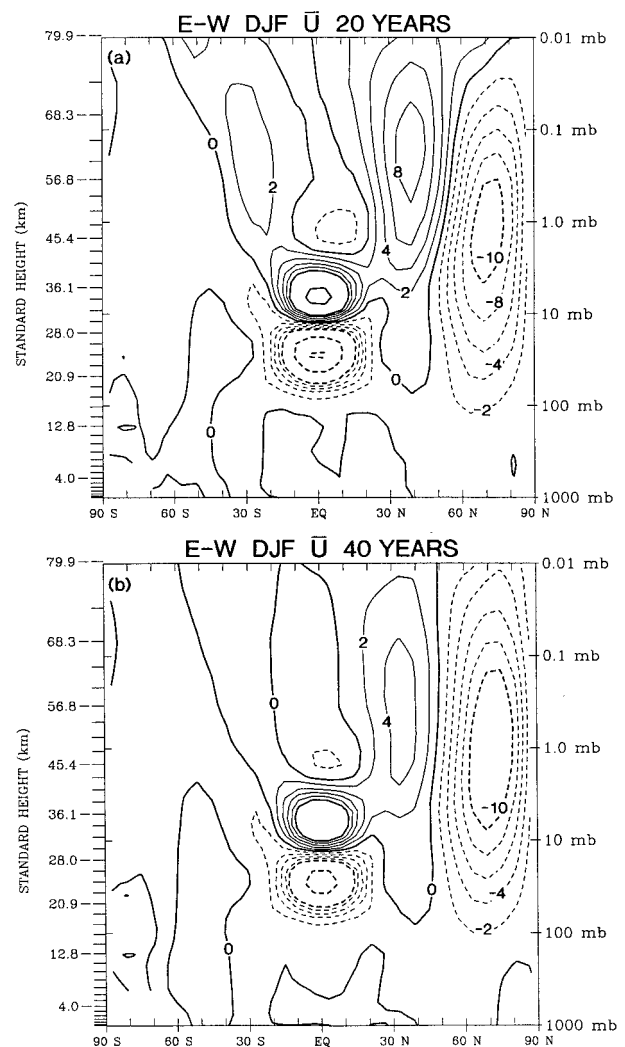 E-W DJF U̅ 20 YEARS
(a)
79.9
68.3
56.8
45.4
36.1
28.0
20.9
12.8
4.0
STANDARD HEIGHT (km)
0.01 mb
0.1 mb
1.0 mb
10 mb
100 mb
1000 mb
0
2
8
4
2
0
0
-10
-8
-4
-2
90 S 60 S 30 S EQ 30 N 60 N 90 N
E-W DJF U̅ 40 YEARS
(b)
79.9
68.3
56.8
45.4
36.1
28.0
20.9
12.8
4.0
STANDARD HEIGHT (km)
0.01 mb
0.1 mb
1.0 mb
10 mb
100 mb
1000 mb
2
0
4
0
0
-10
-4
-2
90 S 60 S 30 S EQ 30 N 60 N 90 N